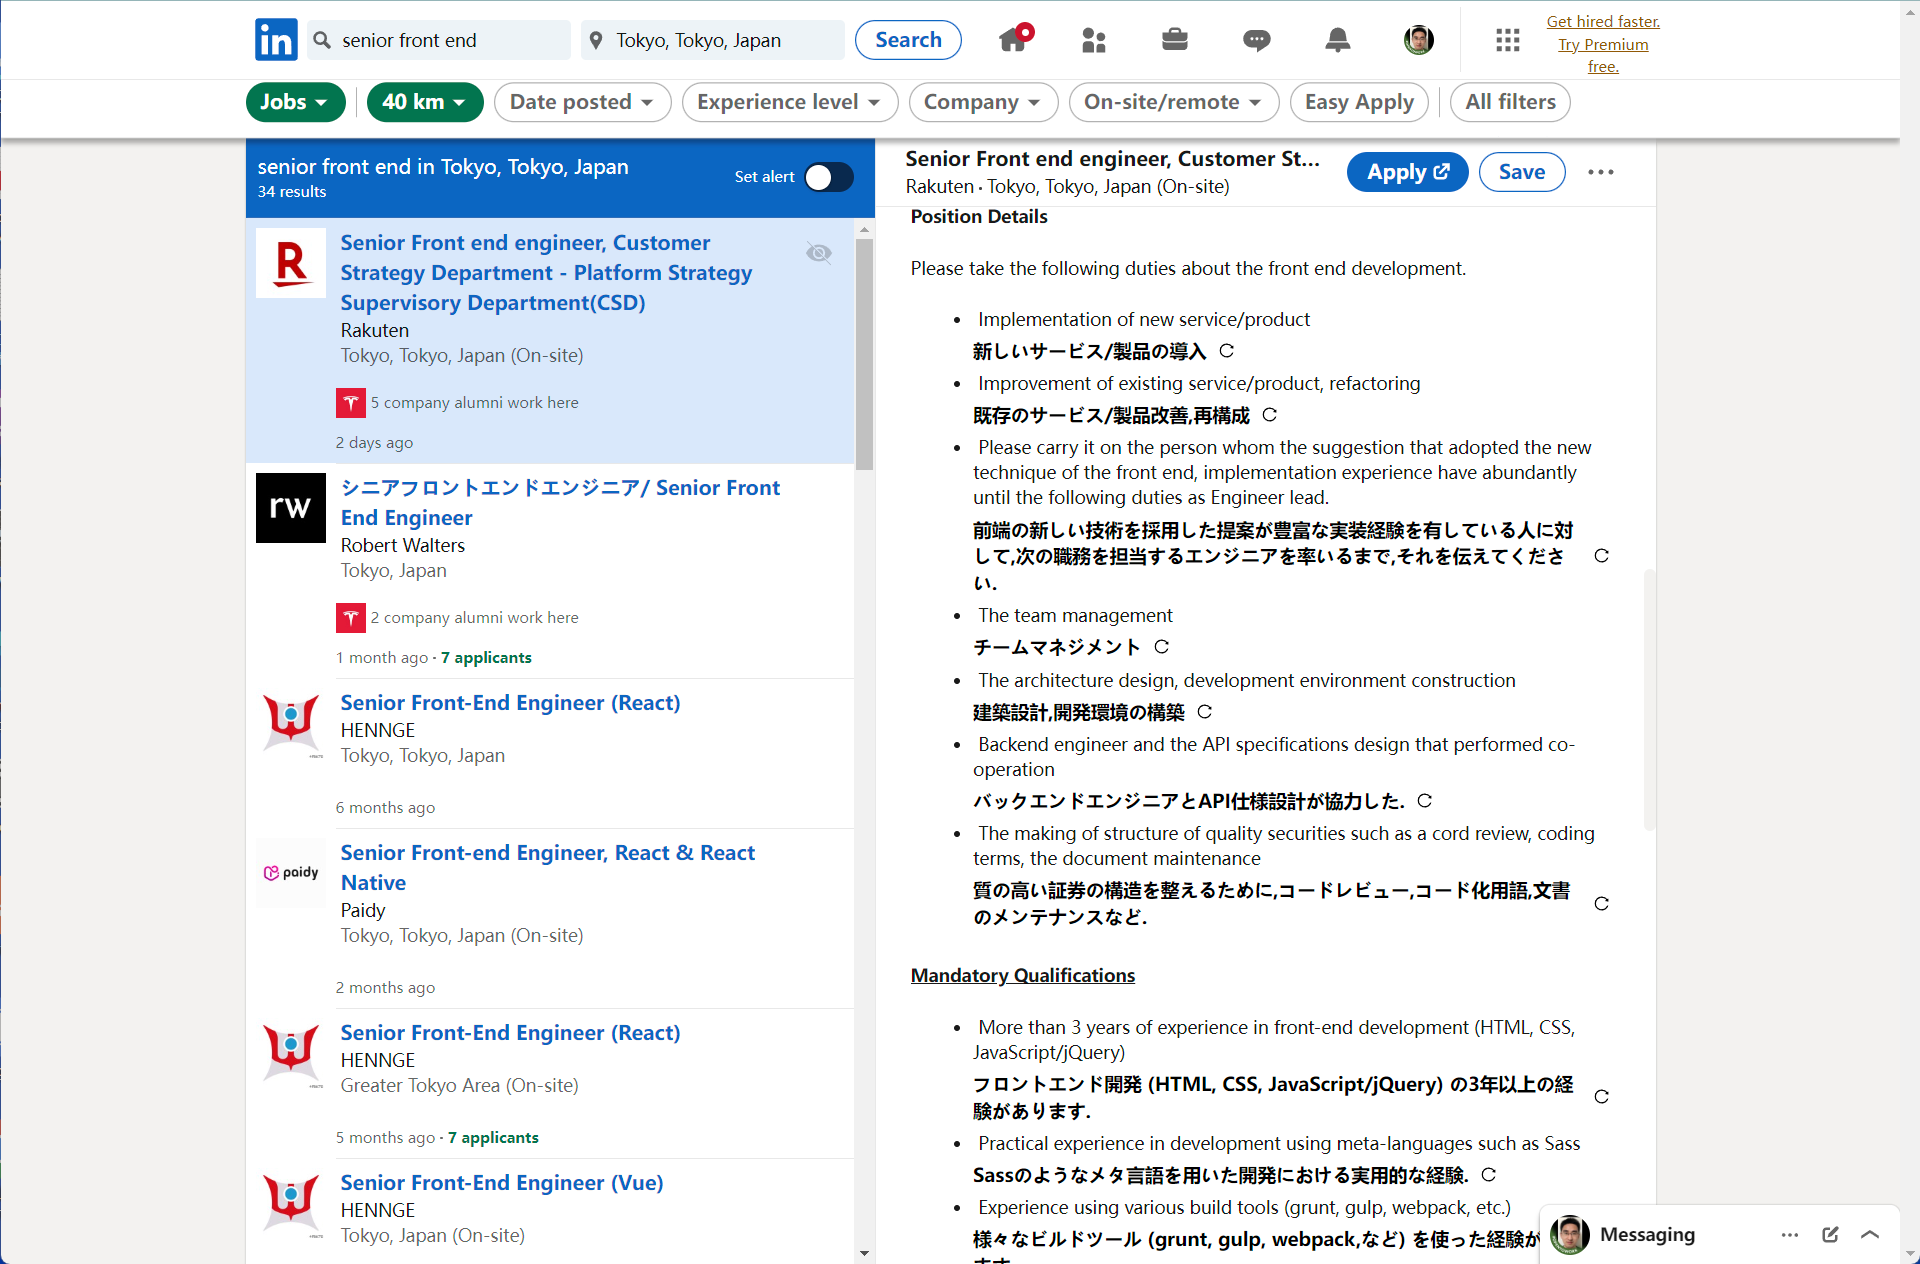 in
senior front end
Tokyo, Tokyo, Japan
Search
Get hired faster.
Try Premium
free.
Jobs
40 km
Date posted
Experience level
Company
On-site/remote
Easy Apply
All filters
senior front end in Tokyo, Tokyo, Japan
34 results
Set alert
R
Senior Front end engineer, Customer
Strategy Department - Platform Strategy
Supervisory Department(CSD)
Rakuten
Tokyo, Tokyo, Japan (On-site)
5 company alumni work here
2 days ago
rw
シニアフロントエンドエンジニア/ Senior Front
End Engineer
Robert Walters
Tokyo, Japan
2 company alumni work here
1 month ago · 7 applicants
Senior Front-End Engineer (React)
HENNGE
Tokyo, Tokyo, Japan
6 months ago
paidy
Senior Front-end Engineer, React & React
Native
Paidy
Tokyo, Tokyo, Japan (On-site)
2 months ago
Senior Front-End Engineer (React)
HENNGE
Greater Tokyo Area (On-site)
5 months ago · 7 applicants
Senior Front-End Engineer (Vue)
HENNGE
Tokyo, Japan (On-site)
Senior Front end engineer, Customer St...
Rakuten · Tokyo, Tokyo, Japan (On-site)
Apply
Save
Position Details
Please take the following duties about the front end development.
• Implementation of new service/product
新しいサービス/製品の導入
• Improvement of existing service/product, refactoring
既存のサービス/製品改善,再構成
• Please carry it on the person whom the suggestion that adopted the new
technique of the front end, implementation experience have abundantly
until the following duties as Engineer lead.
前端の新しい技術を採用した提案が豊富な実装経験を有している人に対
して,次の職務を担当するエンジニアを率いるまで,それを伝えてくださ
い.
• The team management
チームマネジメント
• The architecture design, development environment construction
建築設計,開発環境の構築
• Backend engineer and the API specifications design that performed co-
operation
バックエンドエンジニアとAPI仕様設計が協力した.
• The making of structure of quality securities such as a cord review, coding
terms, the document maintenance
質の高い証券の構造を整えるために,コードレビュー,コード化用語,文書
のメンテナンスなど.
Mandatory Qualifications
• More than 3 years of experience in front-end development (HTML, CSS,
JavaScript/jQuery)
フロントエンド開発 (HTML, CSS, JavaScript/jQuery) の3年以上の経
験があります.
• Practical experience in development using meta-languages such as Sass
Sassのようなメタ言語を用いた開発における実用的な経験.
• Experience using various build tools (grunt, gulp, webpack, etc.)
様々なビルドツール (grunt, gulp, webpack,など) を使った経験が
Messaging